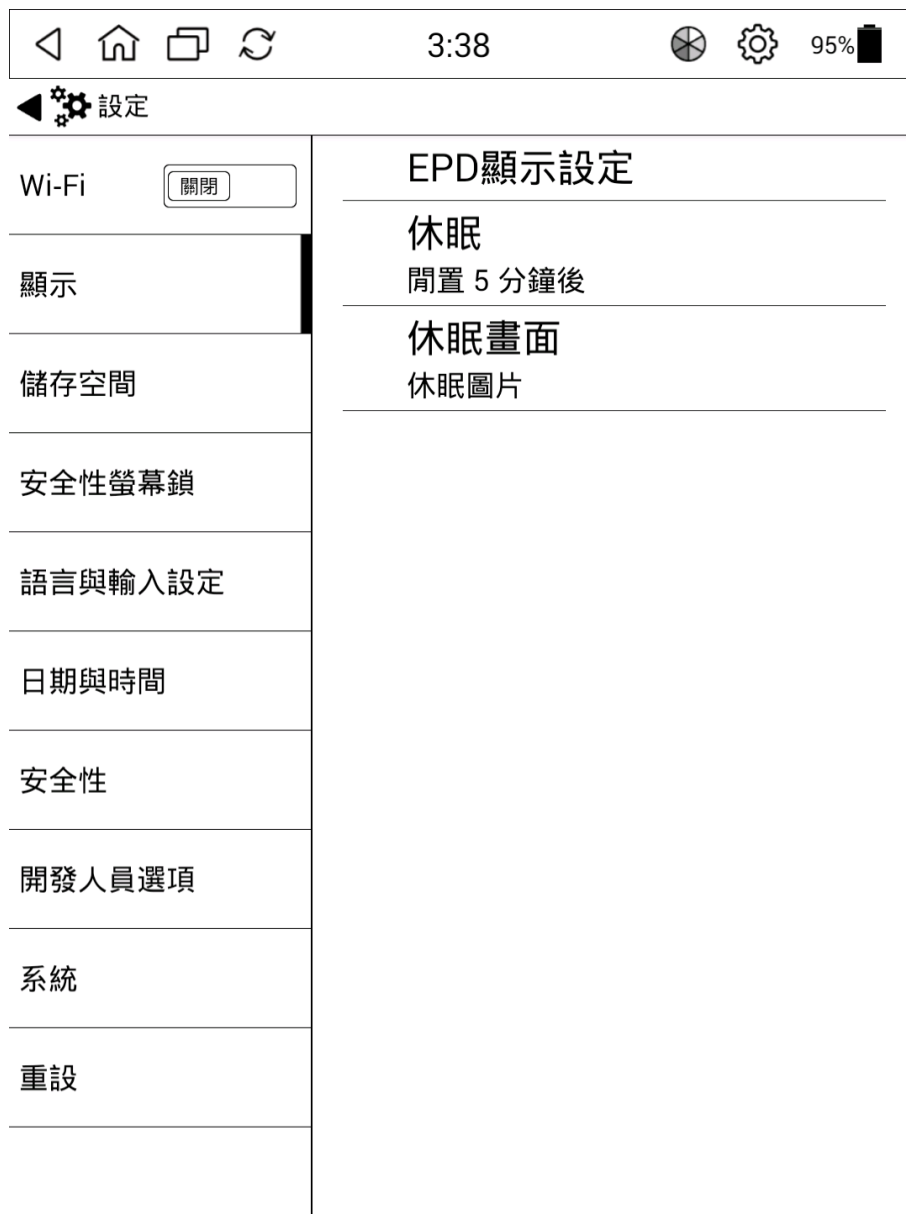 3:38
95%
設定
Wi-Fi
關閉
顯示
儲存空間
安全性螢幕鎖
語言與輸入設定
日期與時間
安全性
開發人員選項
系統
重設
EPD顯示設定
休眠
閒置 5 分鐘後
休眠畫面
休眠圖片